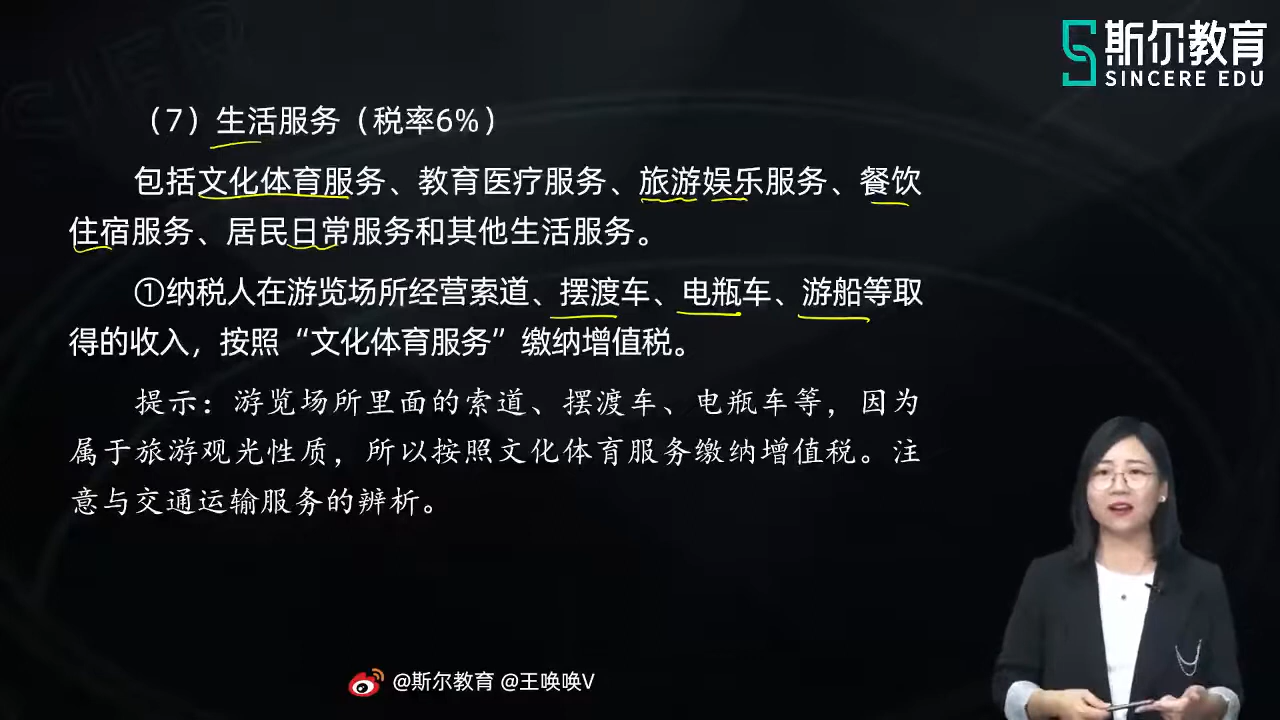 斯尔教育
SINCERE EDU
（7）生活服务（税率6%）
包括文化体育服务、教育医疗服务、旅游娱乐服务、餐饮
住宿服务、居民日常服务和其他生活服务。
①纳税人在游览场所经营索道、摆渡车、电瓶车、游船等取
得的收入，按照“文化体育服务”缴纳增值税。
提示：游览场所里面的索道、摆渡车、电瓶车等，因为
属于旅游观光性质，所以按照文化体育服务缴纳增值税。注
意与交通运输服务的辨析。
@斯尔教育 @王唤唤V